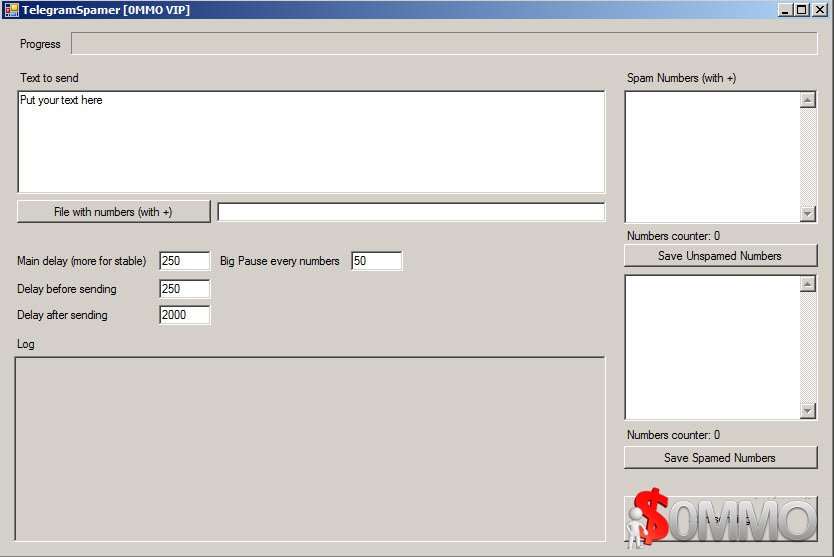 TelegramSpamer [0MMO VIP]
Progress
Text to send
Put your text here
File with numbers (with +)
Main delay (more for stable)
250
Big Pause every numbers
50
Delay before sending
250
Delay after sending
2000
Log
Spam Numbers (with +)
Numbers counter: 0
Save Unspamed Numbers
Numbers counter: 0
Save Spamed Numbers
$0MMO